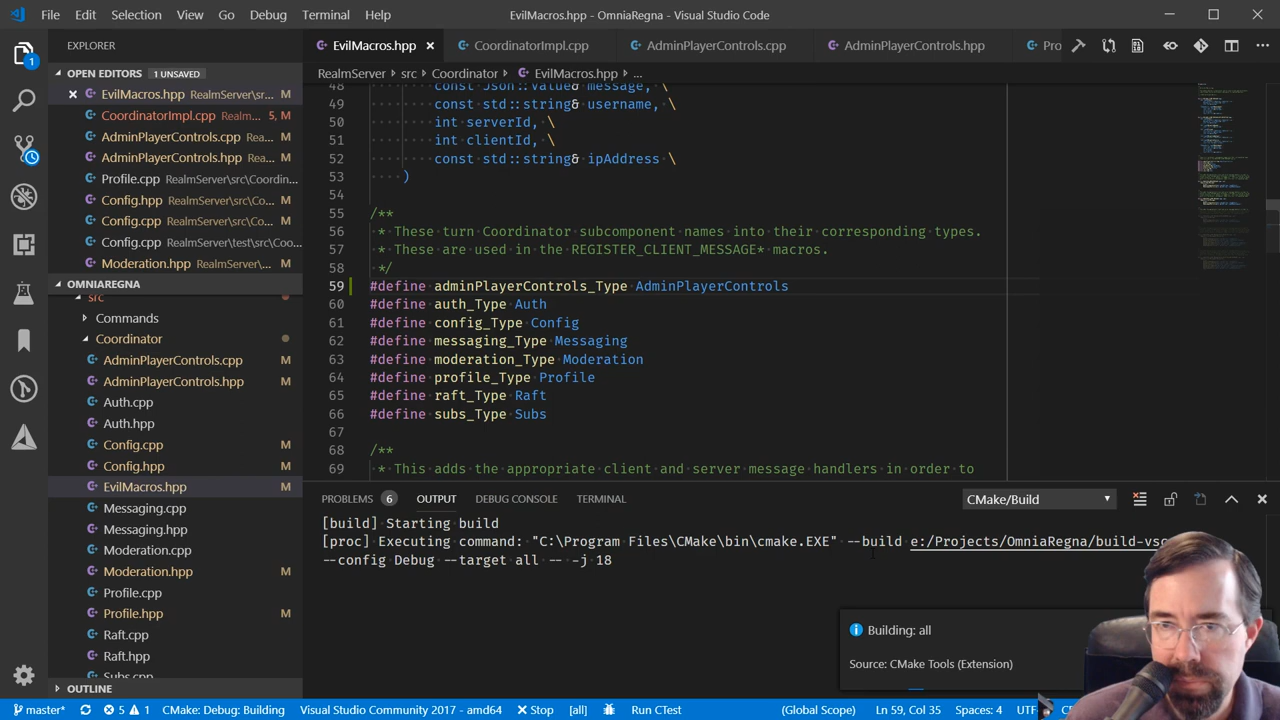 File Edit Selection View Go Debug Terminal Help EvilMacros.hpp - OmniaRegna - Visual Studio Code
EXPLORER
EvilMacros.hpp CoordinatorImpl.cpp AdminPlayerControls.cpp AdminPlayerControls.hpp Pro
OPEN EDITORS 1 UNSAVED
RealmServer > src > Coordinator > EvilMacros.hpp > ...
EvilMacros.hpp RealmServer\sr... M
CoordinatorImpl.cpp Realm... 5, M
AdminPlayerControls.cpp M
AdminPlayerControls.hpp M
Profile.cpp RealmServer\src\Coordin...
Config.hpp RealmServer\src\Co... M
Config.cpp RealmServer\src\Co... M
Config.cpp RealmServer\test\src\Coo...
Moderation.hpp RealmServer\... M
OMNIAREGNA
src
Commands
Coordinator
AdminPlayerControls.cpp M
AdminPlayerControls.hpp M
Auth.cpp
Auth.hpp
Config.cpp M
Config.hpp M
EvilMacros.hpp M
Messaging.cpp
Messaging.hpp
Moderation.cpp
Moderation.hpp M
Profile.cpp
Profile.hpp M
Raft.cpp
Raft.hpp
Subs.cpp
OUTLINE
48 const Json::Value& message, \
49 const std::string& username, \
50 int serverId, \
51 int clientId, \
52 const std::string& ipAddress \
53 )
54
55 /**
56 * These turn Coordinator subcomponent names into their corresponding types.
57 * These are used in the REGISTER_CLIENT_MESSAGE* macros.
58 */
59 #define adminPlayerControls_Type AdminPlayerControls
60 #define auth_Type Auth
61 #define config_Type Config
62 #define messaging_Type Messaging
63 #define moderation_Type Moderation
64 #define profile_Type Profile
65 #define raft_Type Raft
66 #define subs_Type Subs
67
68 /**
69 * This adds the appropriate client and server message handlers in order to
PROBLEMS 6 OUTPUT DEBUG CONSOLE TERMINAL CMake/Build
[build] Starting build
[proc] Executing command: "C:\Program Files\CMake\bin\cmake.EXE" --build e:/Projects/OmniaRegna/build-vsc
--config Debug --target all -- -j 18
Building: all
Source: CMake Tools (Extension)
master* 5 1 CMake: Debug: Building Visual Studio Community 2017 - amd64 Stop [all] Run CTest (Global Scope) Ln 59, Col 35 Spaces: 4 UTF